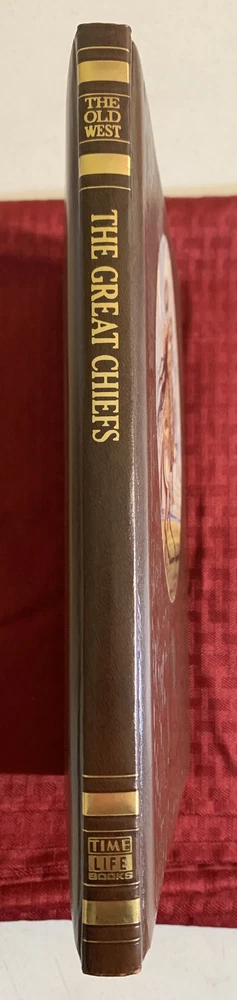 THE
OLD
WEST
THE GREAT CHIEFS
TIME
LIFE
BOOKS